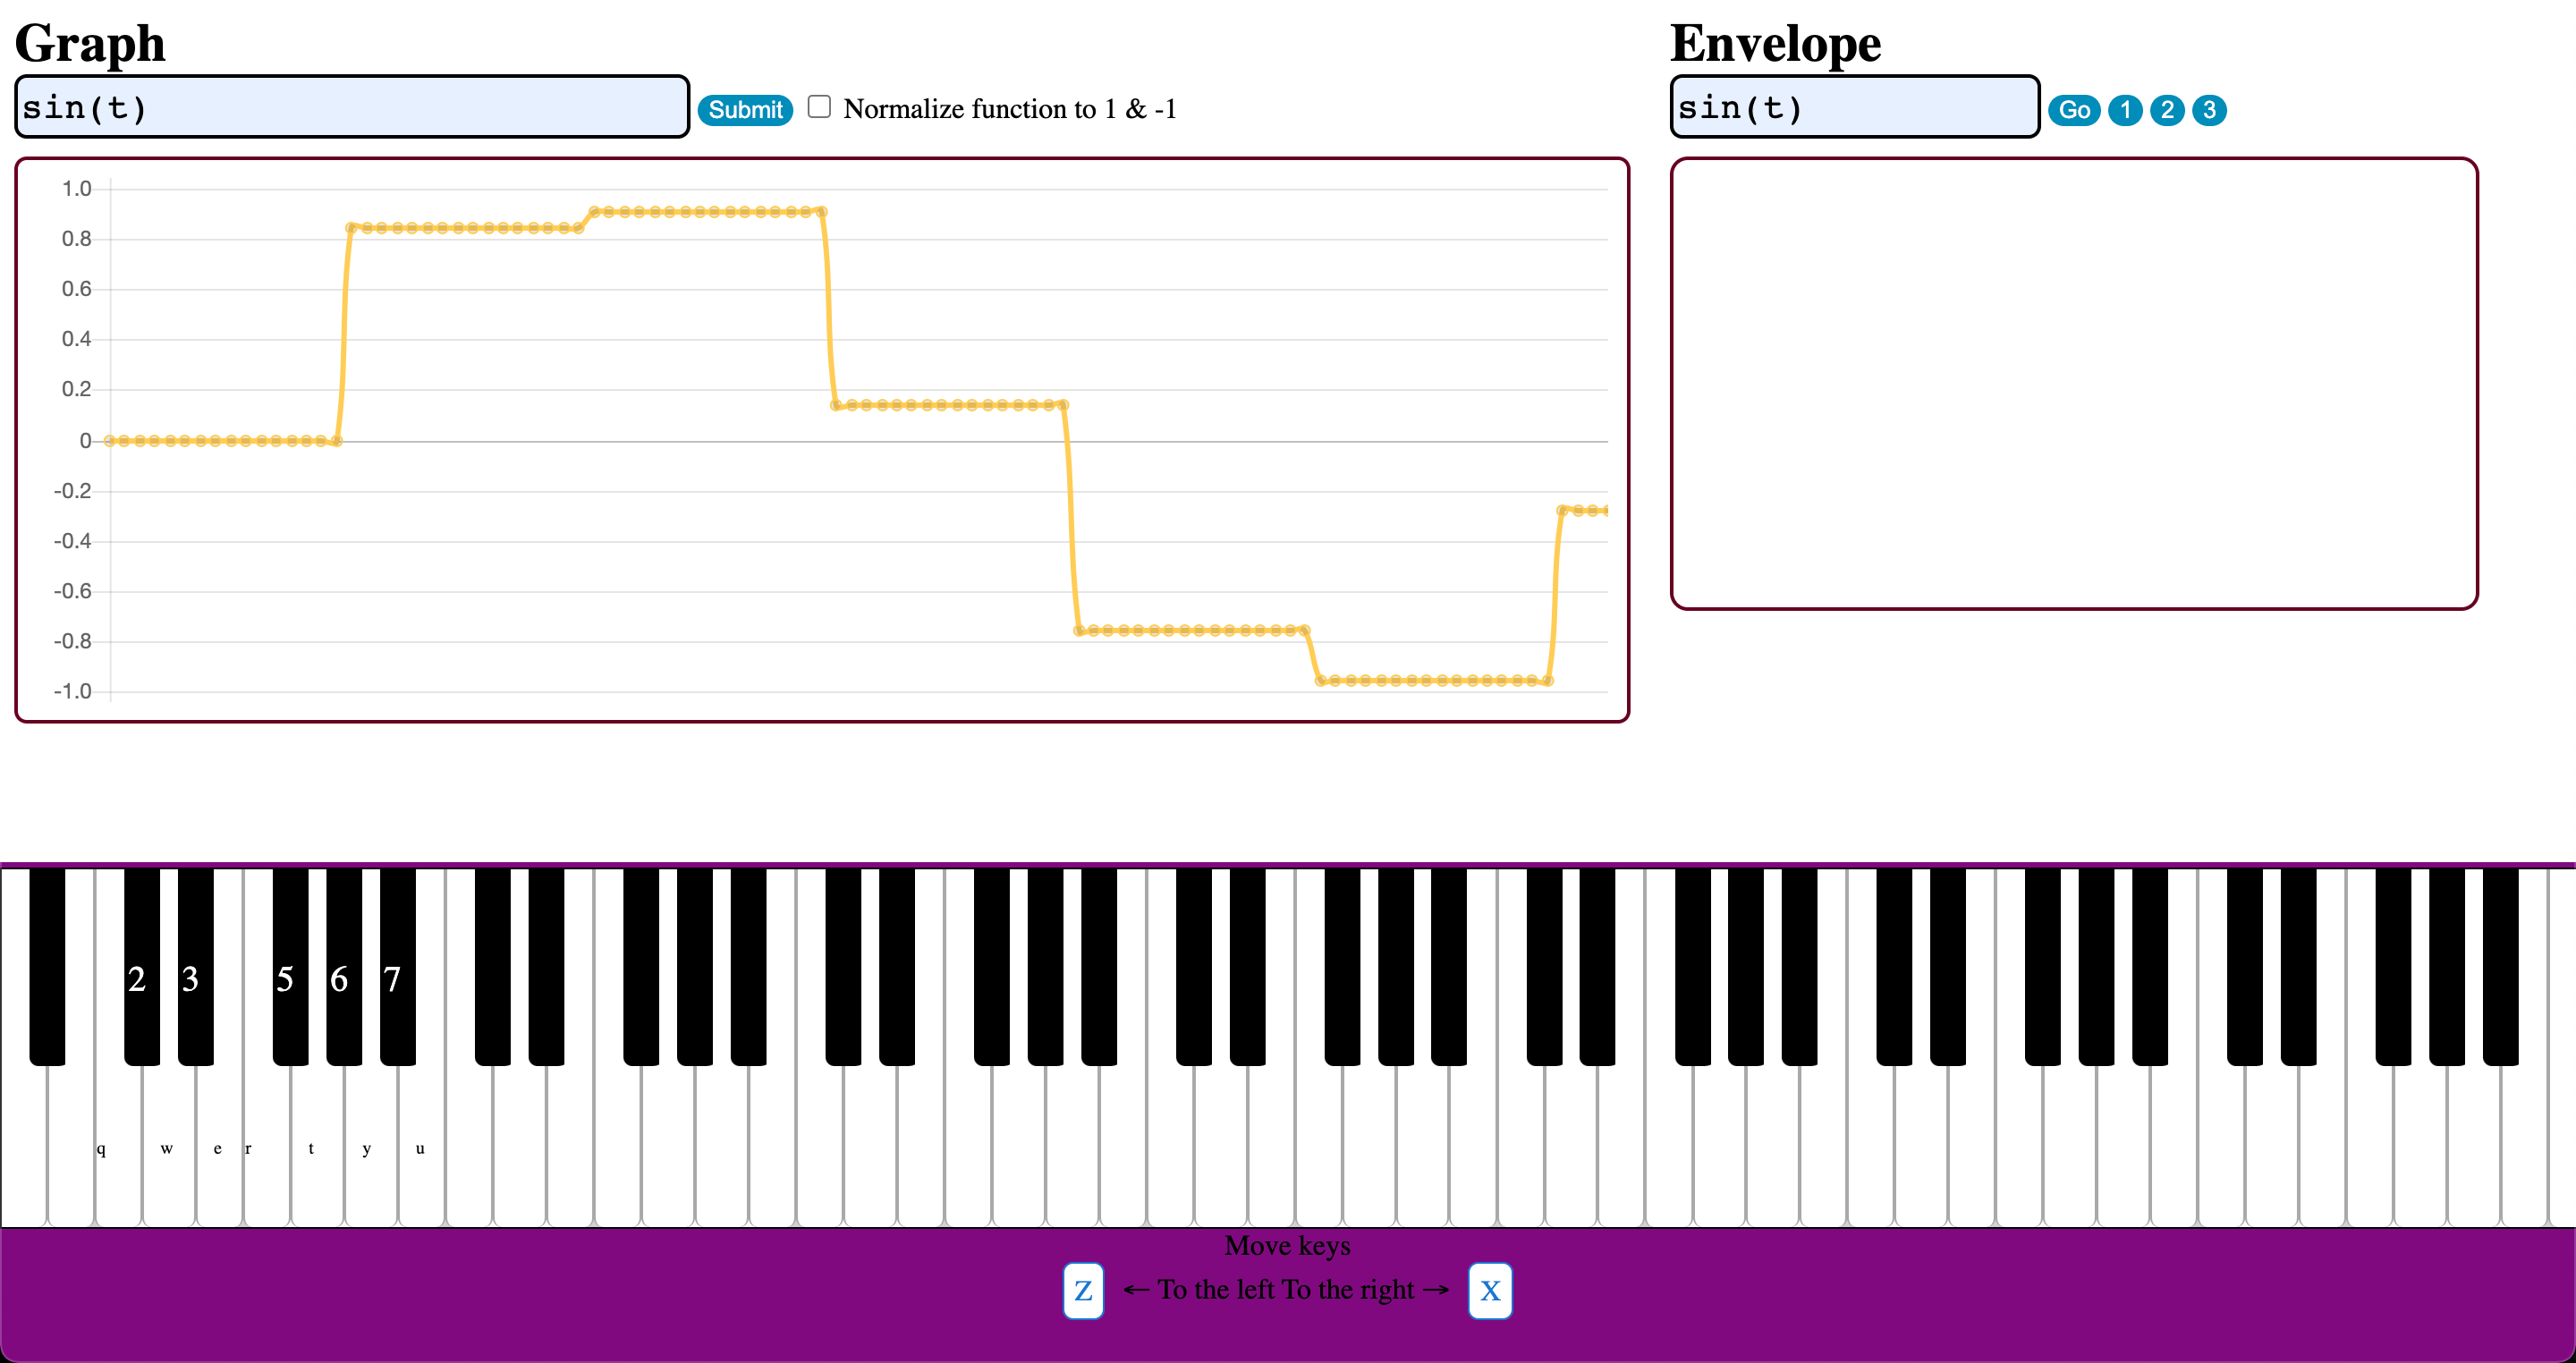 Graph
sin(t)
Submit
Normalize function to 1 & -1
1.0
0.8
0.6
0.4
0.2
0
-0.2
-0.4
-0.6
-0.8
-1.0
Envelope
sin(t)
Go 1 2 3
2 3 5 6 7
q w e r t y u
Move keys
Z ← To the left To the right → X